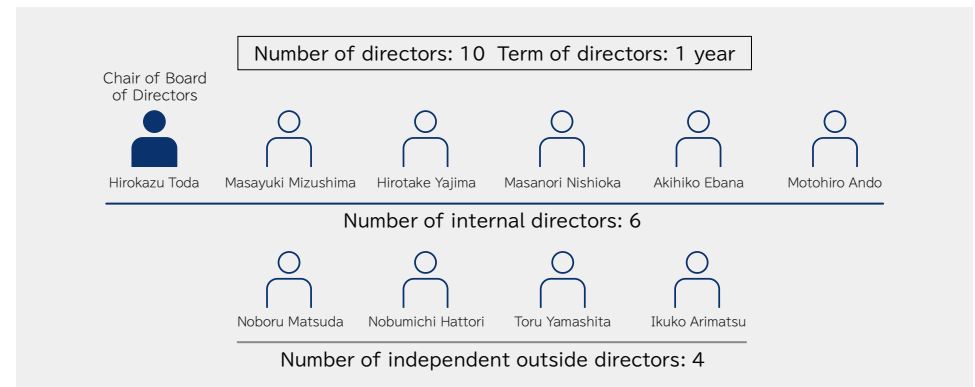 Number of directors: 10 Term of directors: 1 year
Chair of Board
of Directors
Hirokazu Toda
Masayuki Mizushima
Hirotake Yajima
Masanori Nishioka
Akihiko Ebana
Motohiro Ando
Number of internal directors: 6
Noboru Matsuda
Nobumichi Hattori
Toru Yamashita
Ikuko Arimatsu
Number of independent outside directors: 4